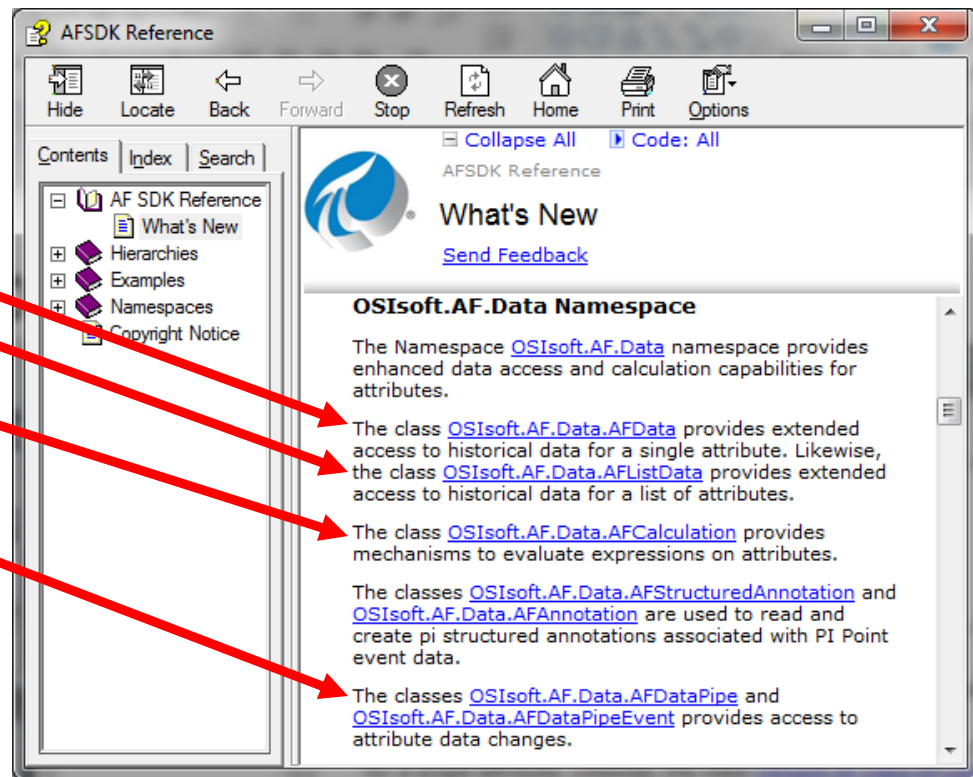 AFSDK Reference
Hide Locate Back Forward Stop Refresh Home Print Options
Contents Index Search
AF SDK Reference
What's New
Hierarchies
Examples
Namespaces
Copyright Notice
Collapse All Code: All
AFSDK Reference
What's New
Send Feedback
OSIsoft.AF.Data Namespace
The Namespace OSIsoft.AF.Data namespace provides
enhanced data access and calculation capabilities for
attributes.
The class OSIsoft.AF.Data.AFData provides extended
access to historical data for a single attribute. Likewise,
the class OSIsoft.AF.Data.AFListData provides extended
access to historical data for a list of attributes.
The class OSIsoft.AF.Data.AFCalculation provides
mechanisms to evaluate expressions on attributes.
The classes OSIsoft.AF.Data.AFStructuredAnnotation and
OSIsoft.AF.Data.AFAnnotation are used to read and
create pi structured annotations associated with PI Point
event data.
The classes OSIsoft.AF.Data.AFDataPipe and
OSIsoft.AF.Data.AFDataPipeEvent provides access to
attribute data changes.